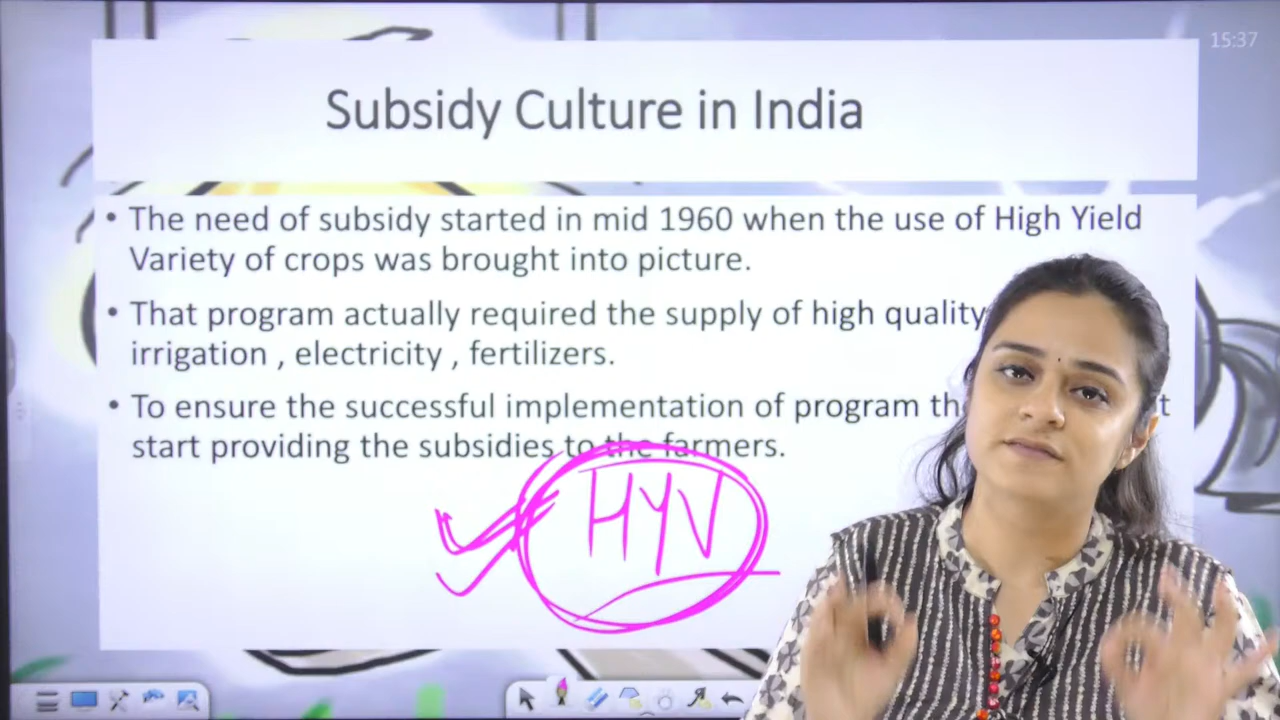 15:37
Subsidy Culture in India
• The need of subsidy started in mid 1960 when the use of High Yield
Variety of crops was brought into picture.
• That program actually required the supply of high quality
irrigation , electricity , fertilizers.
• To ensure the successful implementation of program
start providing the subsidies to the farmers.
HYV